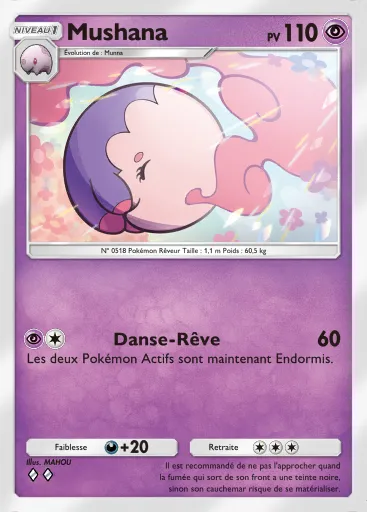 NIVEAU 1
Mushana
PV 110
Évolution de : Munna
N° 0518 Pokémon Rêveur Taille : 1,1 m Poids : 60,5 kg
Danse-Rêve 60
Les deux Pokémon Actifs sont maintenant Endormis.
Faiblesse +20 Retraite
Illus. MAHOU
Il est recommandé de ne pas l'approcher quand
la fumée qui sort de son front a une teinte noire,
sinon son cauchemar risque de se matérialiser.